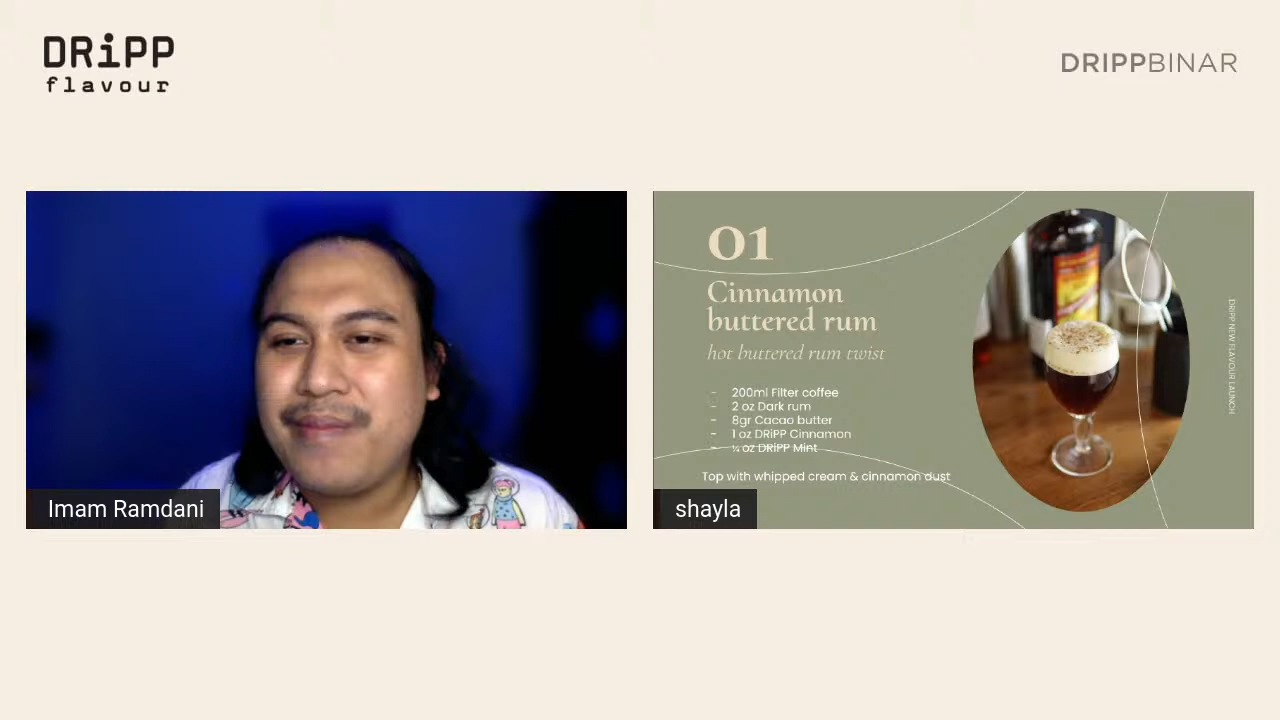 DRiPP
flavour
DRIPPBINAR
Imam Ramdani
01
Cinnamon
buttered rum
hot buttered rum twist
- 200ml Filter coffee
- 2 oz Dark rum
- 8gr Cacao butter
- 1 oz DRiPP Cinnamon
- ¼ oz DRiPP Mint
Top with whipped cream & cinnamon dust
DRIPP NEW FLAVOUR LAUNCH
shayla